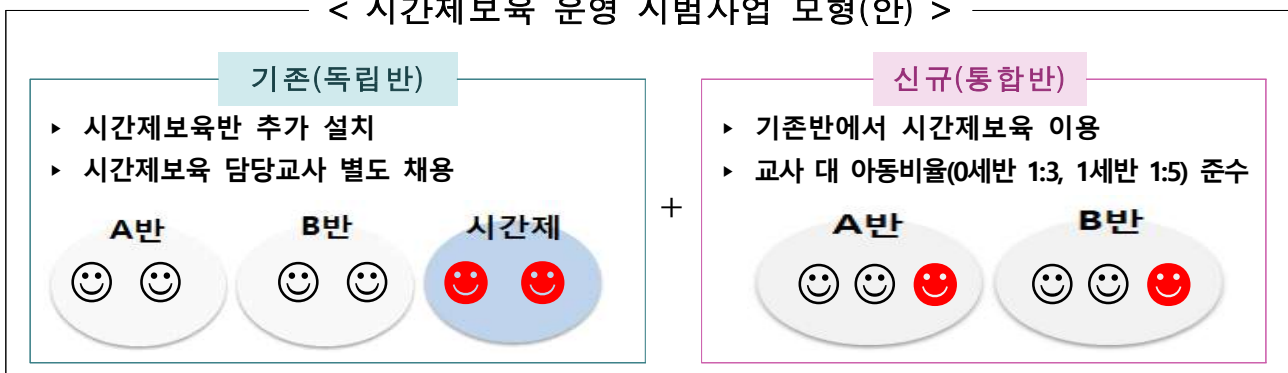 < 시간제보육 운영 시범사업 모형(안) >
기존(독립반)
▸ 시간제보육반 추가 설치
▸ 시간제보육 담당교사 별도 채용
A반 B반 시간제
+
신규(통합반)
▸ 기존반에서 시간제보육 이용
▸ 교사 대 아동비율(0세반 1:3, 1세반 1:5) 준수
A반 B반